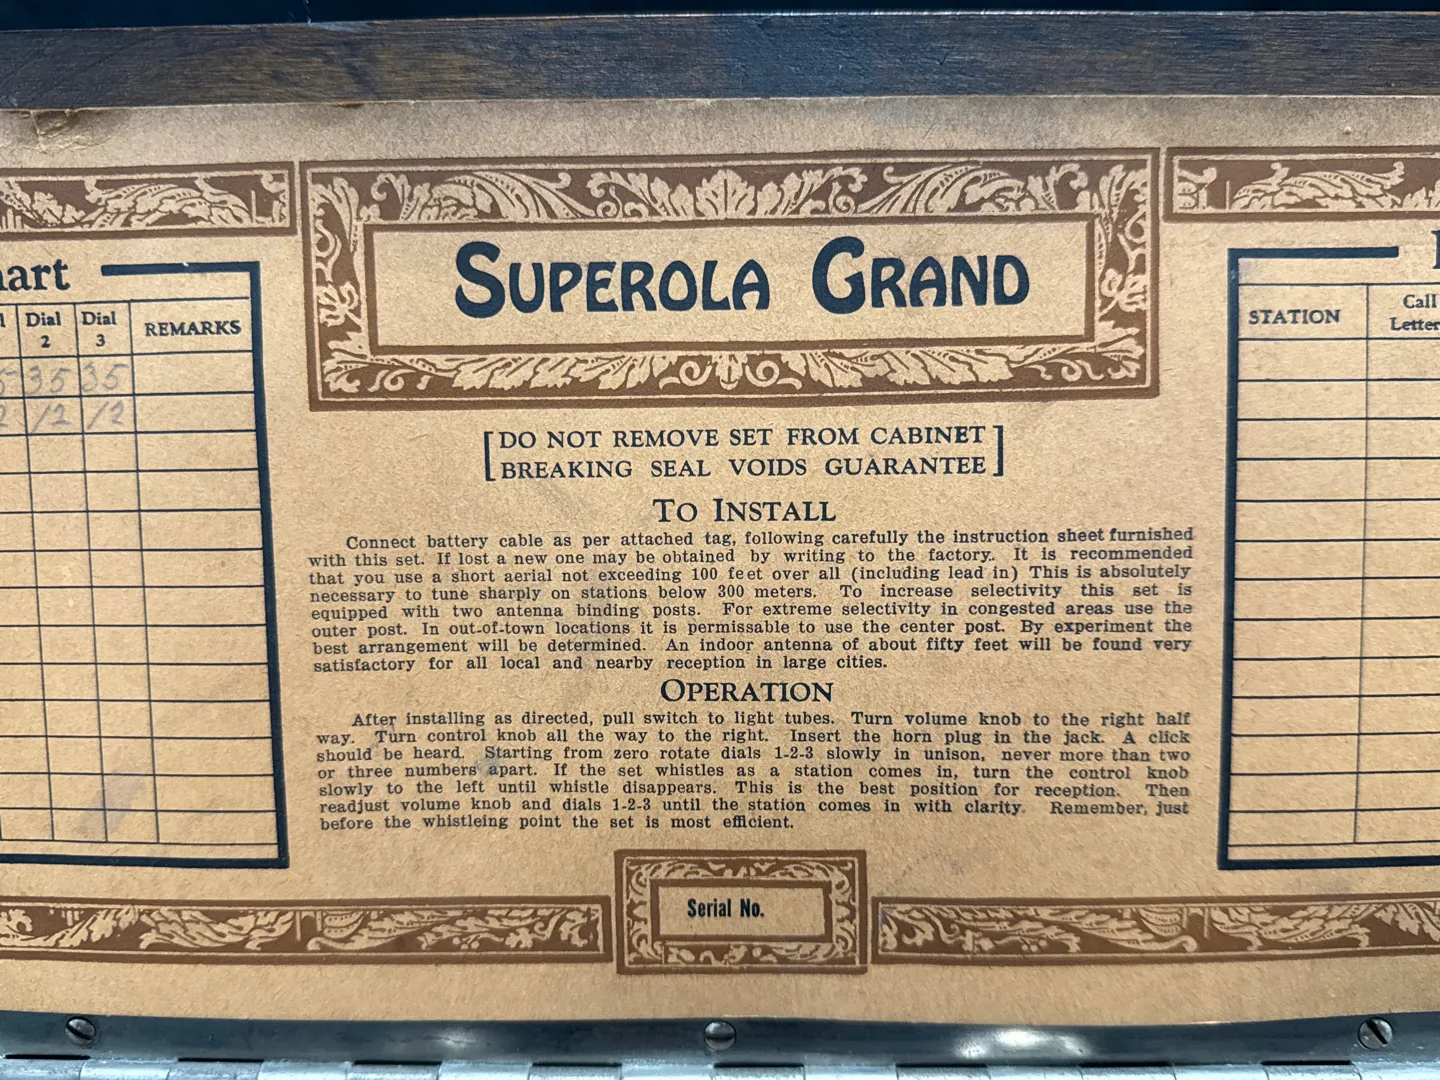 SUPEROLA GRAND
[DO NOT REMOVE SET FROM CABINET
BREAKING SEAL VOIDS GUARANTEE]
TO INSTALL
Connect battery cable as per attached tag, following carefully the instruction sheet furnished
with this set. If lost a new one may be obtained by writing to the factory.. It is recommended
that you use a short aerial not exceeding 100 feet over all (including lead in) This is absolutely
necessary to tune sharply on stations below 300 meters. To increase selectivity this set is
equipped with two antenna binding posts. For extreme selectivity in congested areas use the
outer post. In out-of-town locations it is permissable to use the center post. By experiment the
best arrangement will be determined. An indoor antenna of about fifty feet will be found very
satisfactory for all local and nearby reception in large cities.
OPERATION
After installing as directed, pull switch to light tubes. Turn volume knob to the right half
way. Turn control knob all the way to the right. Insert the horn plug in the jack. A click
should be heard. Starting from zero rotate dials 1-2-3 slowly in unison, never more than two
or three numbers apart. If the set whistles as a station comes in, turn the control knob
slowly to the left until whistle disappears. This is the best position for reception. Then
readjust volume knob and dials 1-2-3 until the station comes in with clarity. Remember, just
before the whistleing point the set is most efficient.
Serial No.
Dial 2 Dial 3 REMARKS
35 35
12 12
STATION Call